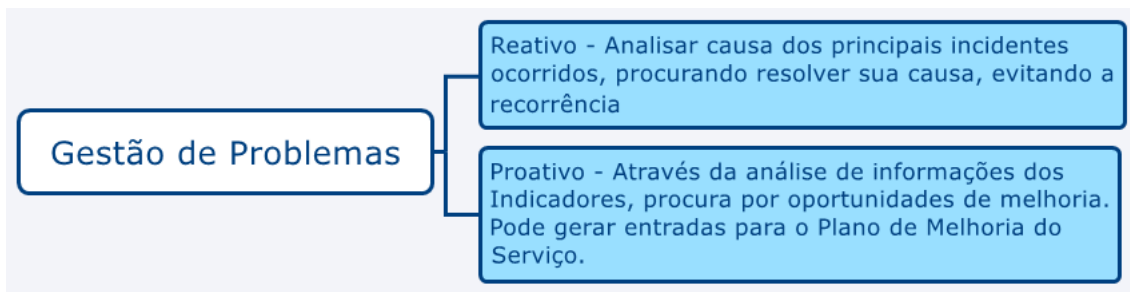 Gestão de Problemas
Reativo - Analisar causa dos principais incidentes
ocorridos, procurando resolver sua causa, evitando a
recorrência
Proativo - Através da análise de informações dos
Indicadores, procura por oportunidades de melhoria.
Pode gerar entradas para o Plano de Melhoria do
Serviço.